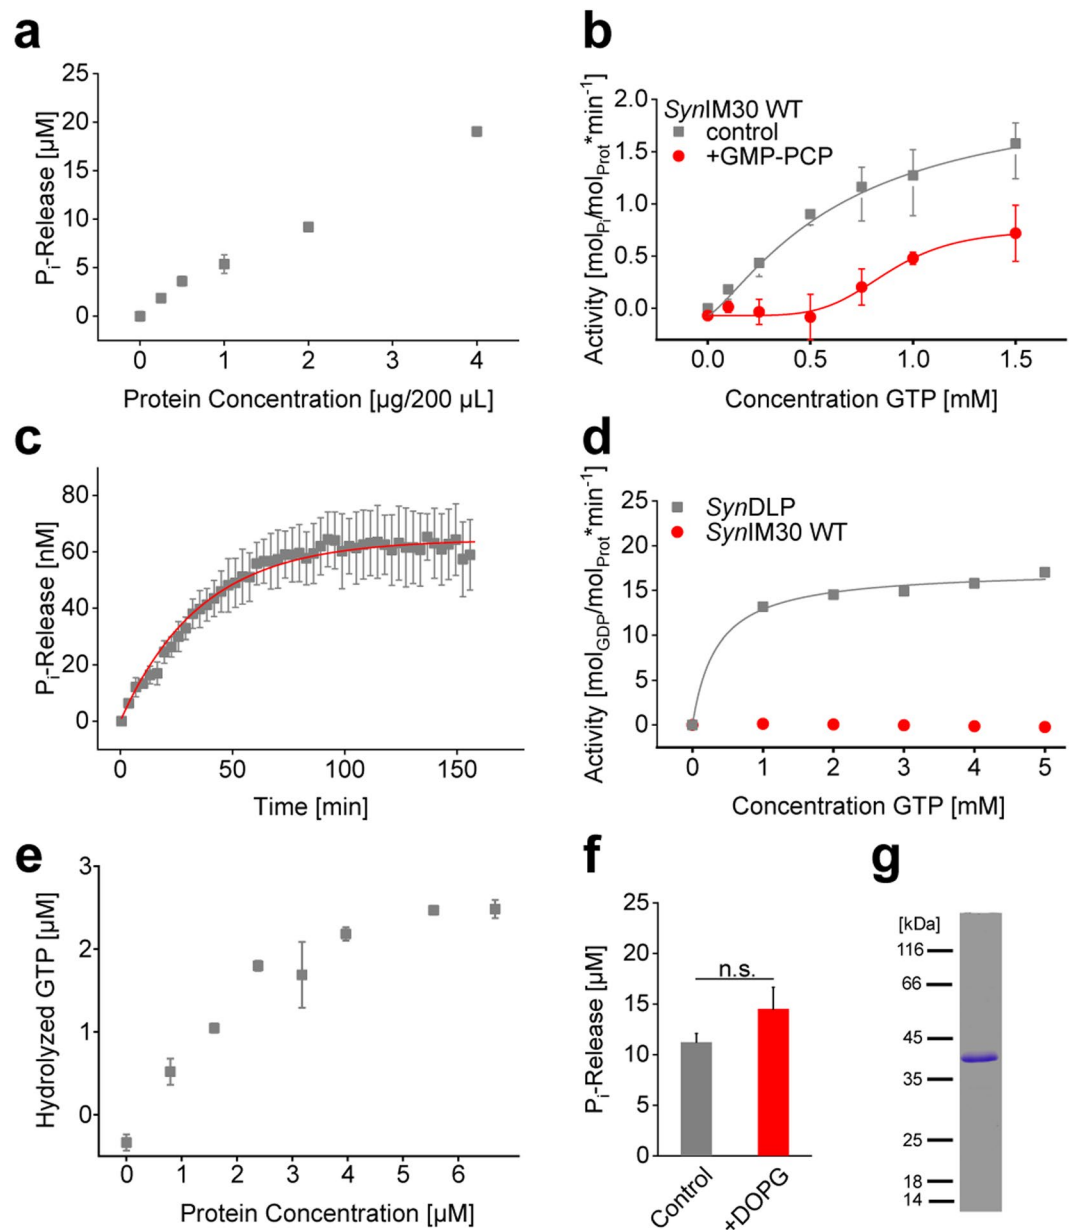 a
25
20
15
10
5
0
Pi-Release [µM]
0 1 2 3 4
Protein Concentration [µg/200 µL]
b
2.0
1.5
1.0
0.5
0.0
Activity [molPi/molProt*min-1]
SynIM30 WT
control
+GMP-PCP
0.0 0.5 1.0 1.5
Concentration GTP [mM]
c
80
60
40
20
0
Pi-Release [nM]
0 50 100 150
Time [min]
d
25
20
15
10
5
0
Activity [molGDP/molProt*min-1]
SynDLP
SynIM30 WT
0 1 2 3 4 5
Concentration GTP [mM]
e
3
2
1
0
Hydrolyzed GTP [µM]
0 1 2 3 4 5 6
Protein Concentration [µM]
f
25
20
15
10
5
0
Pi-Release [µM]
n.s.
Control
+DOPG
g
[kDa]
116
66
45
35
25
18
14